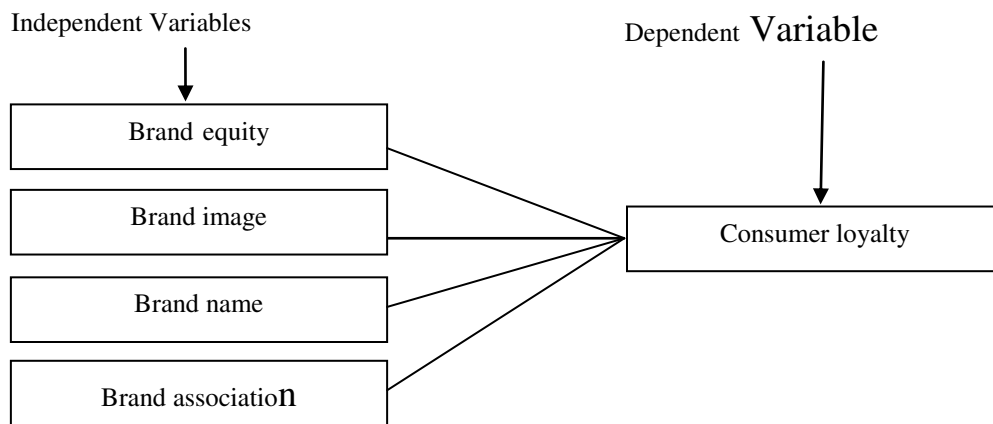 Independent Variables
Dependent Variable
Brand equity
Brand image
Consumer loyalty
Brand name
Brand association